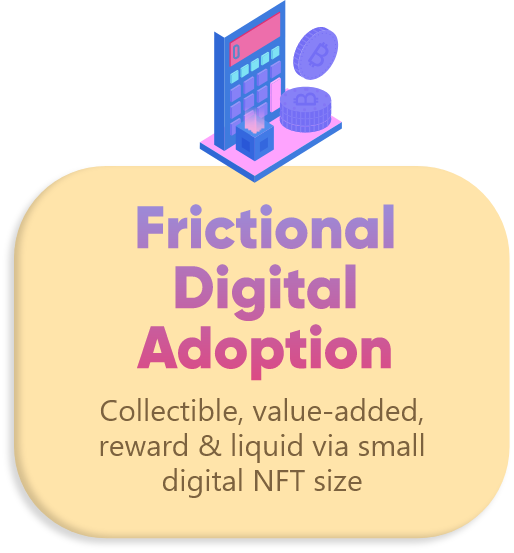 Frictional
Digital
Adoption
Collectible, value-added,
reward & liquid via small
digital NFT size